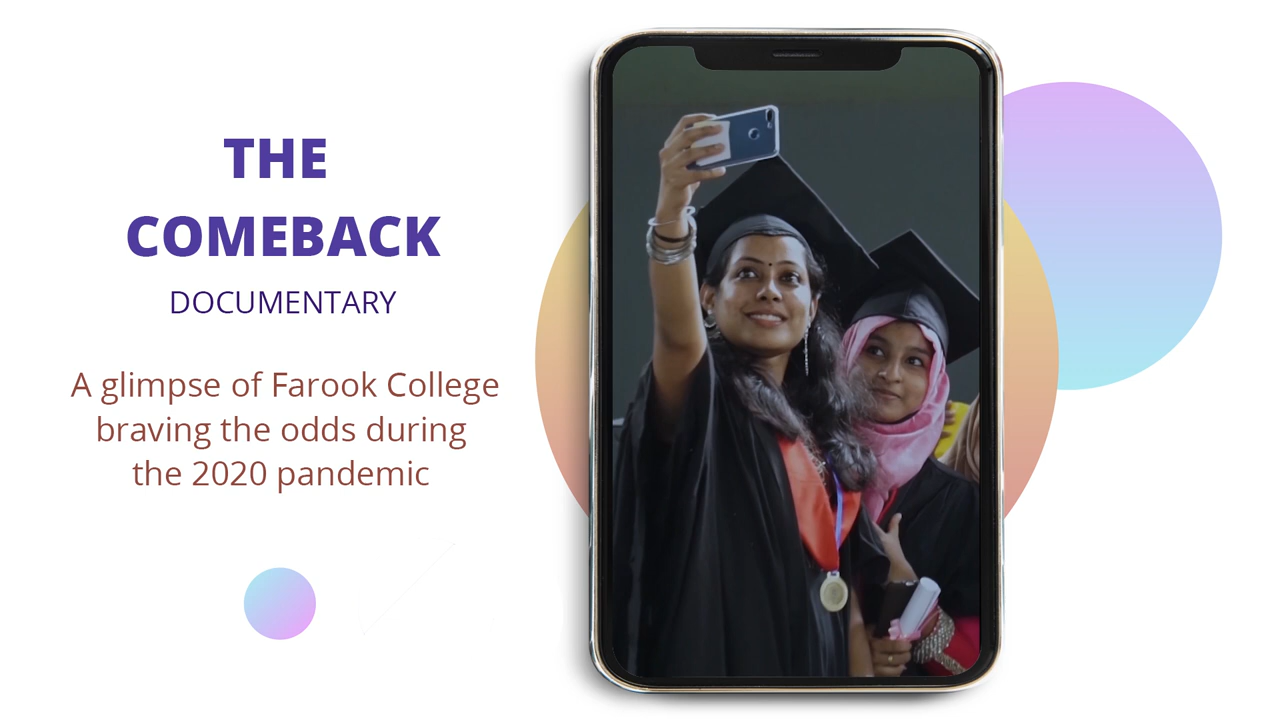 THE
COMEBACK
DOCUMENTARY
A glimpse of Farook College
braving the odds during
the 2020 pandemic